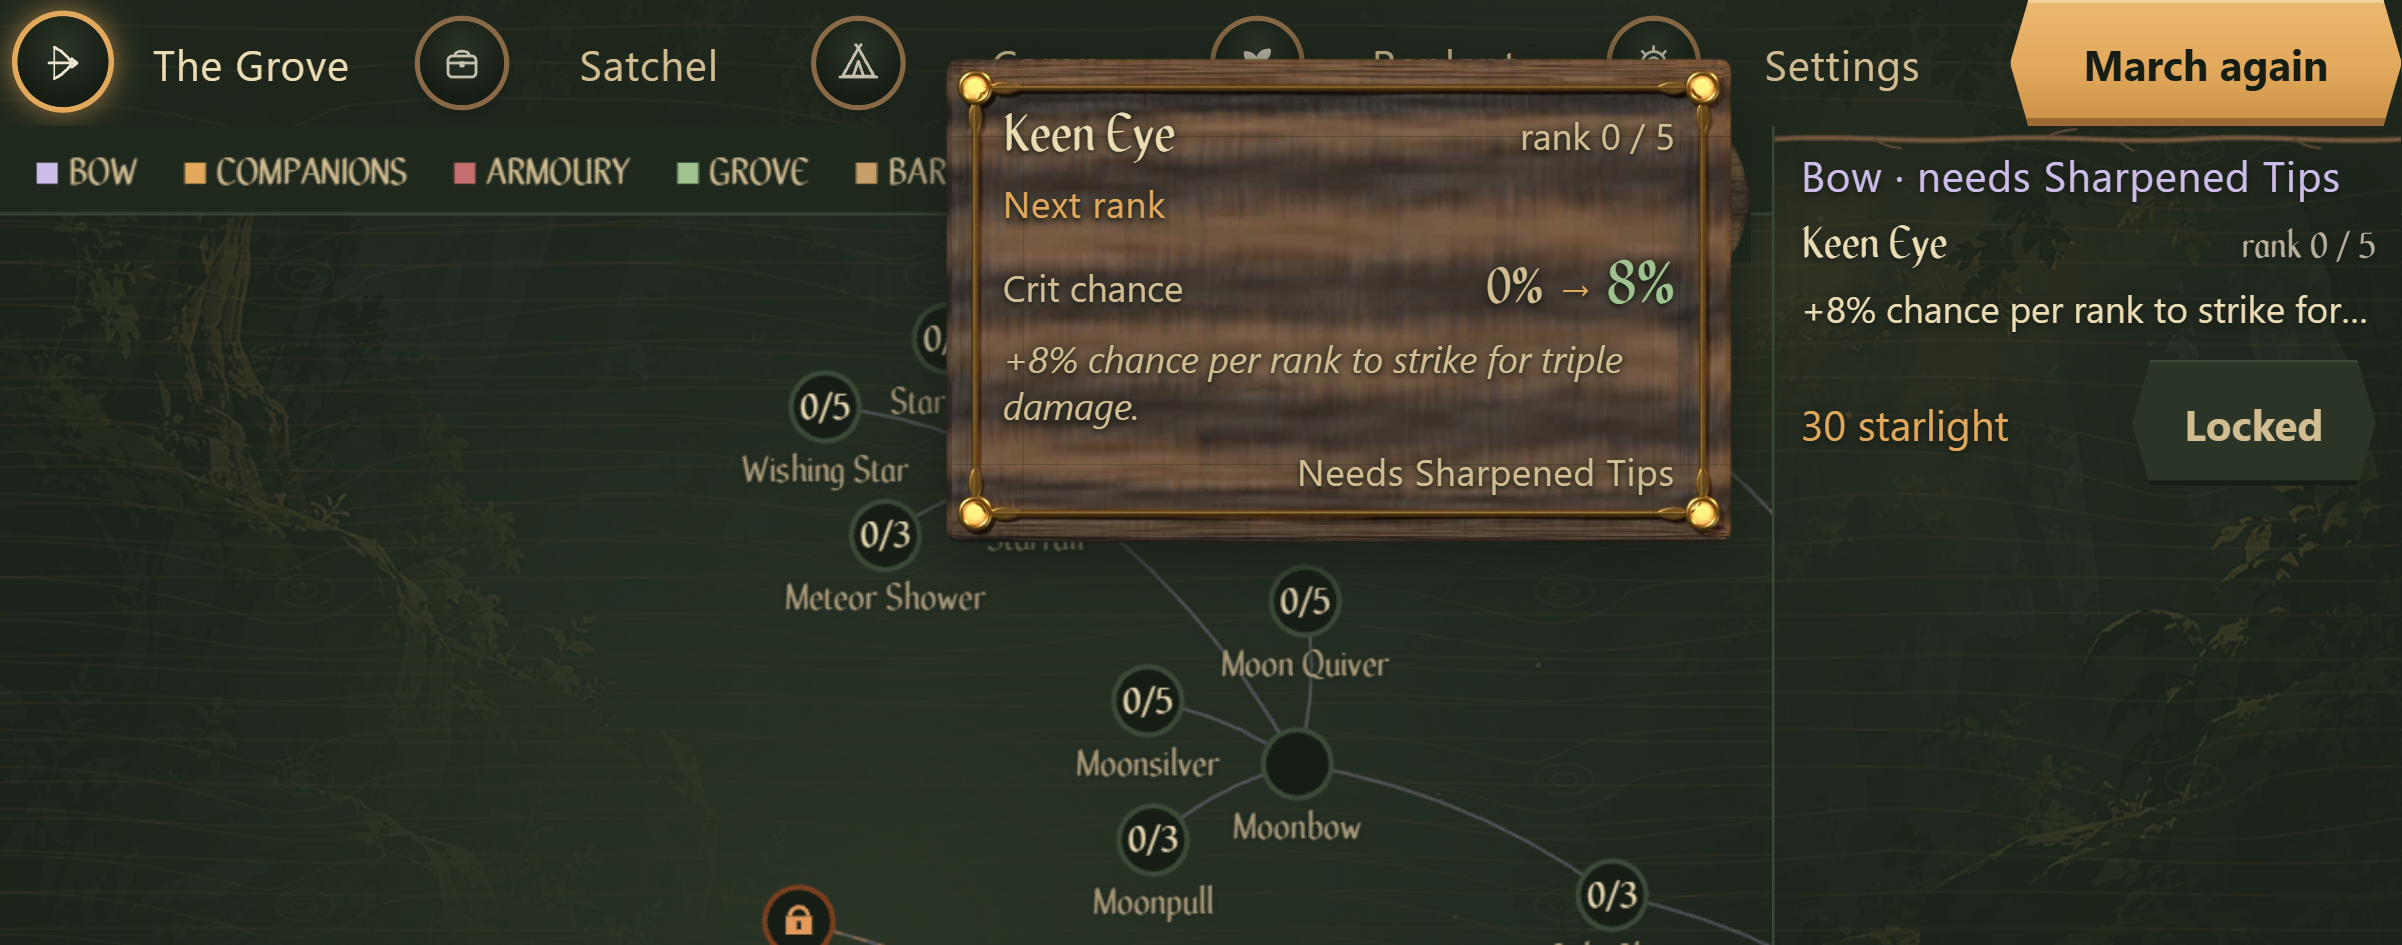 The Grove
Satchel
Settings
March again
BOW
COMPANIONS
ARMOURY
GROVE
BAR
Keen Eye
rank 0 / 5
Next rank
Crit chance
0% → 8%
+8% chance per rank to strike for triple
damage.
Needs Sharpened Tips
Bow · needs Sharpened Tips
Keen Eye
rank 0 / 5
+8% chance per rank to strike for...
30 starlight
Locked
0/
Star
0/5
Wishing Star
0/3
Meteor Shower
0/5
Moon Quiver
0/5
Moonsilver
Moonbow
0/3
Moonpull
0/3